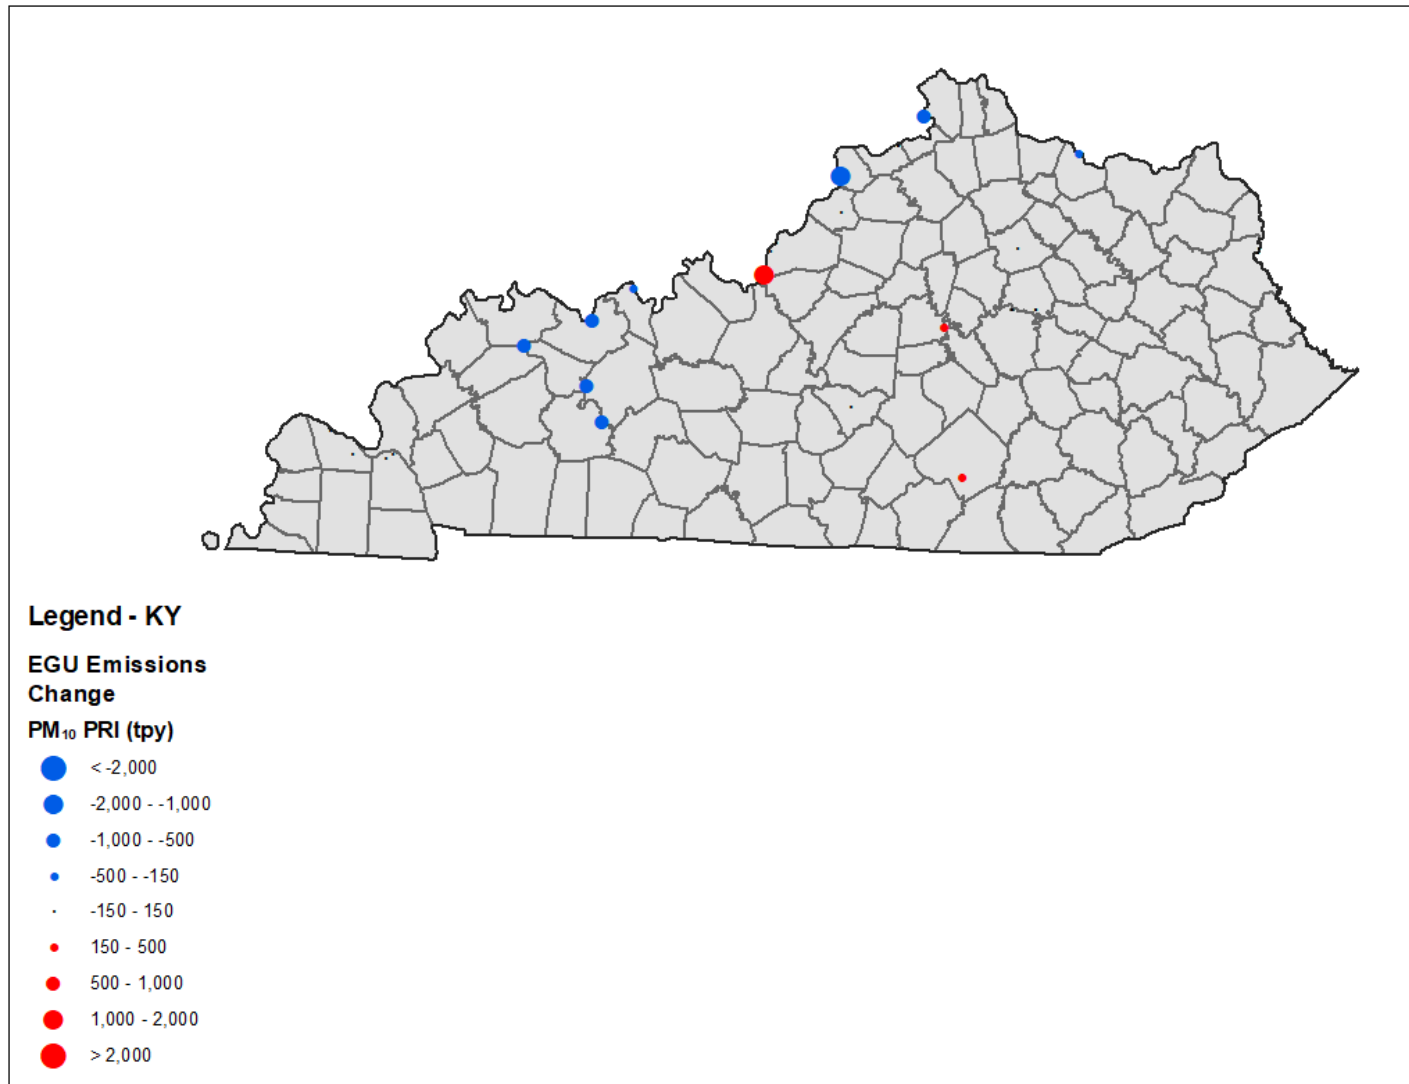 Legend - KY
EGU Emissions
Change
PM₁₀ PRI (tpy)
< -2,000
-2,000 - -1,000
-1,000 - -500
-500 - -150
-150 - 150
150 - 500
500 - 1,000
1,000 - 2,000
> 2,000